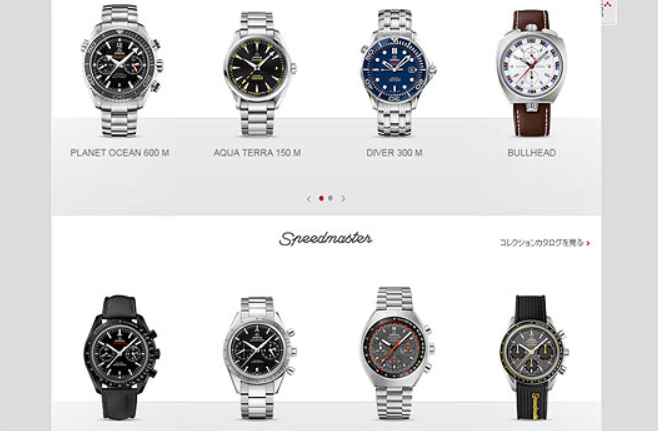 PLANET OCEAN 600 M
AQUA TERRA 150 M
DIVER 300 M
BULLHEAD
Speedmaster
コレクションカタログを見る
Speedmaster